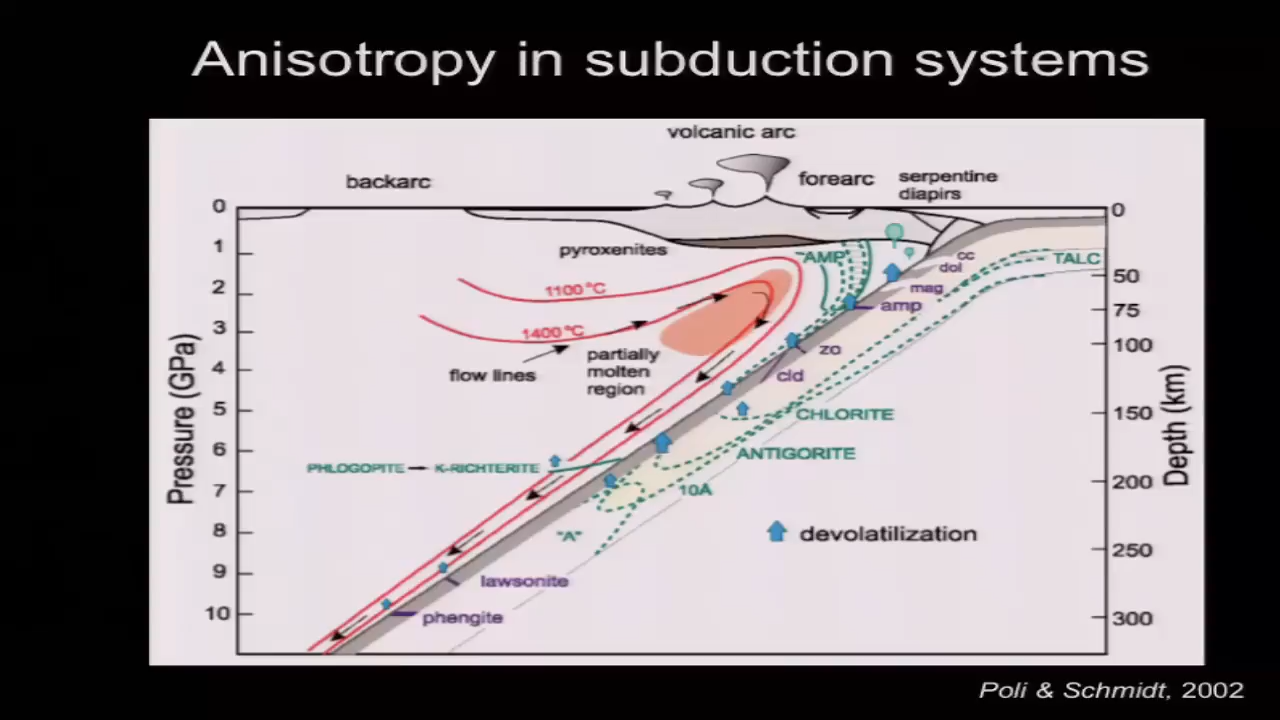 Anisotropy in subduction systems
volcanic arc
backarc
forearc
serpentine
diapirs
0
0
1
pyroxenites
"AMP"
cc
dol
TALC
50
2
1100 °C
mag
amp
75
3
1400 °C
100
zo
4
flow lines
partially
molten
region
cld
5
CHLORITE
150
6
ANTIGORITE
PHLOGOPITE K-RICHTERITE
7
10Å
200
8
"A"
devolatilization
250
9
lawsonite
10
phengite
300
Pressure (GPa)
Depth (km)
Poli & Schmidt, 2002